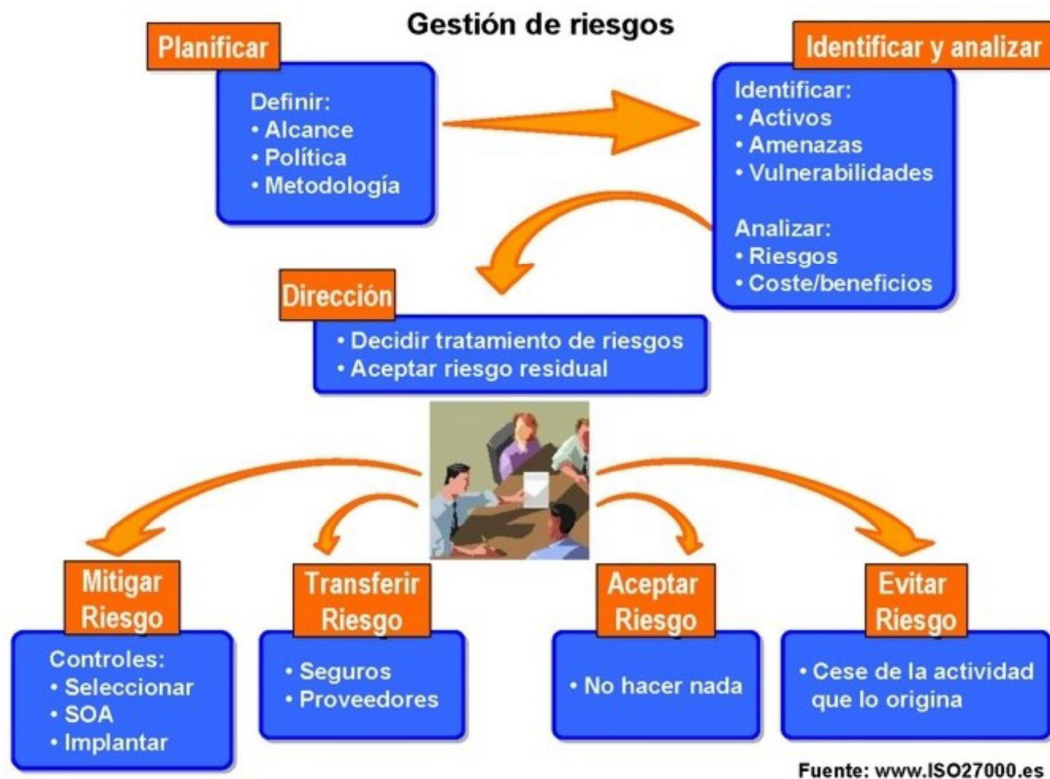 Gestión de riesgos
Planificar
Definir:
• Alcance
• Política
• Metodología
Identificar y analizar
Identificar:
• Activos
• Amenazas
• Vulnerabilidades
Analizar:
• Riesgos
• Coste/beneficios
Dirección
• Decidir tratamiento de riesgos
• Aceptar riesgo residual
Mitigar
Riesgo
Controles:
• Seleccionar
• SOA
• Implantar
Transferir
Riesgo
• Seguros
• Proveedores
Aceptar
Riesgo
• No hacer nada
Evitar
Riesgo
• Cese de la actividad
que lo origina
Fuente: www.ISO27000.es